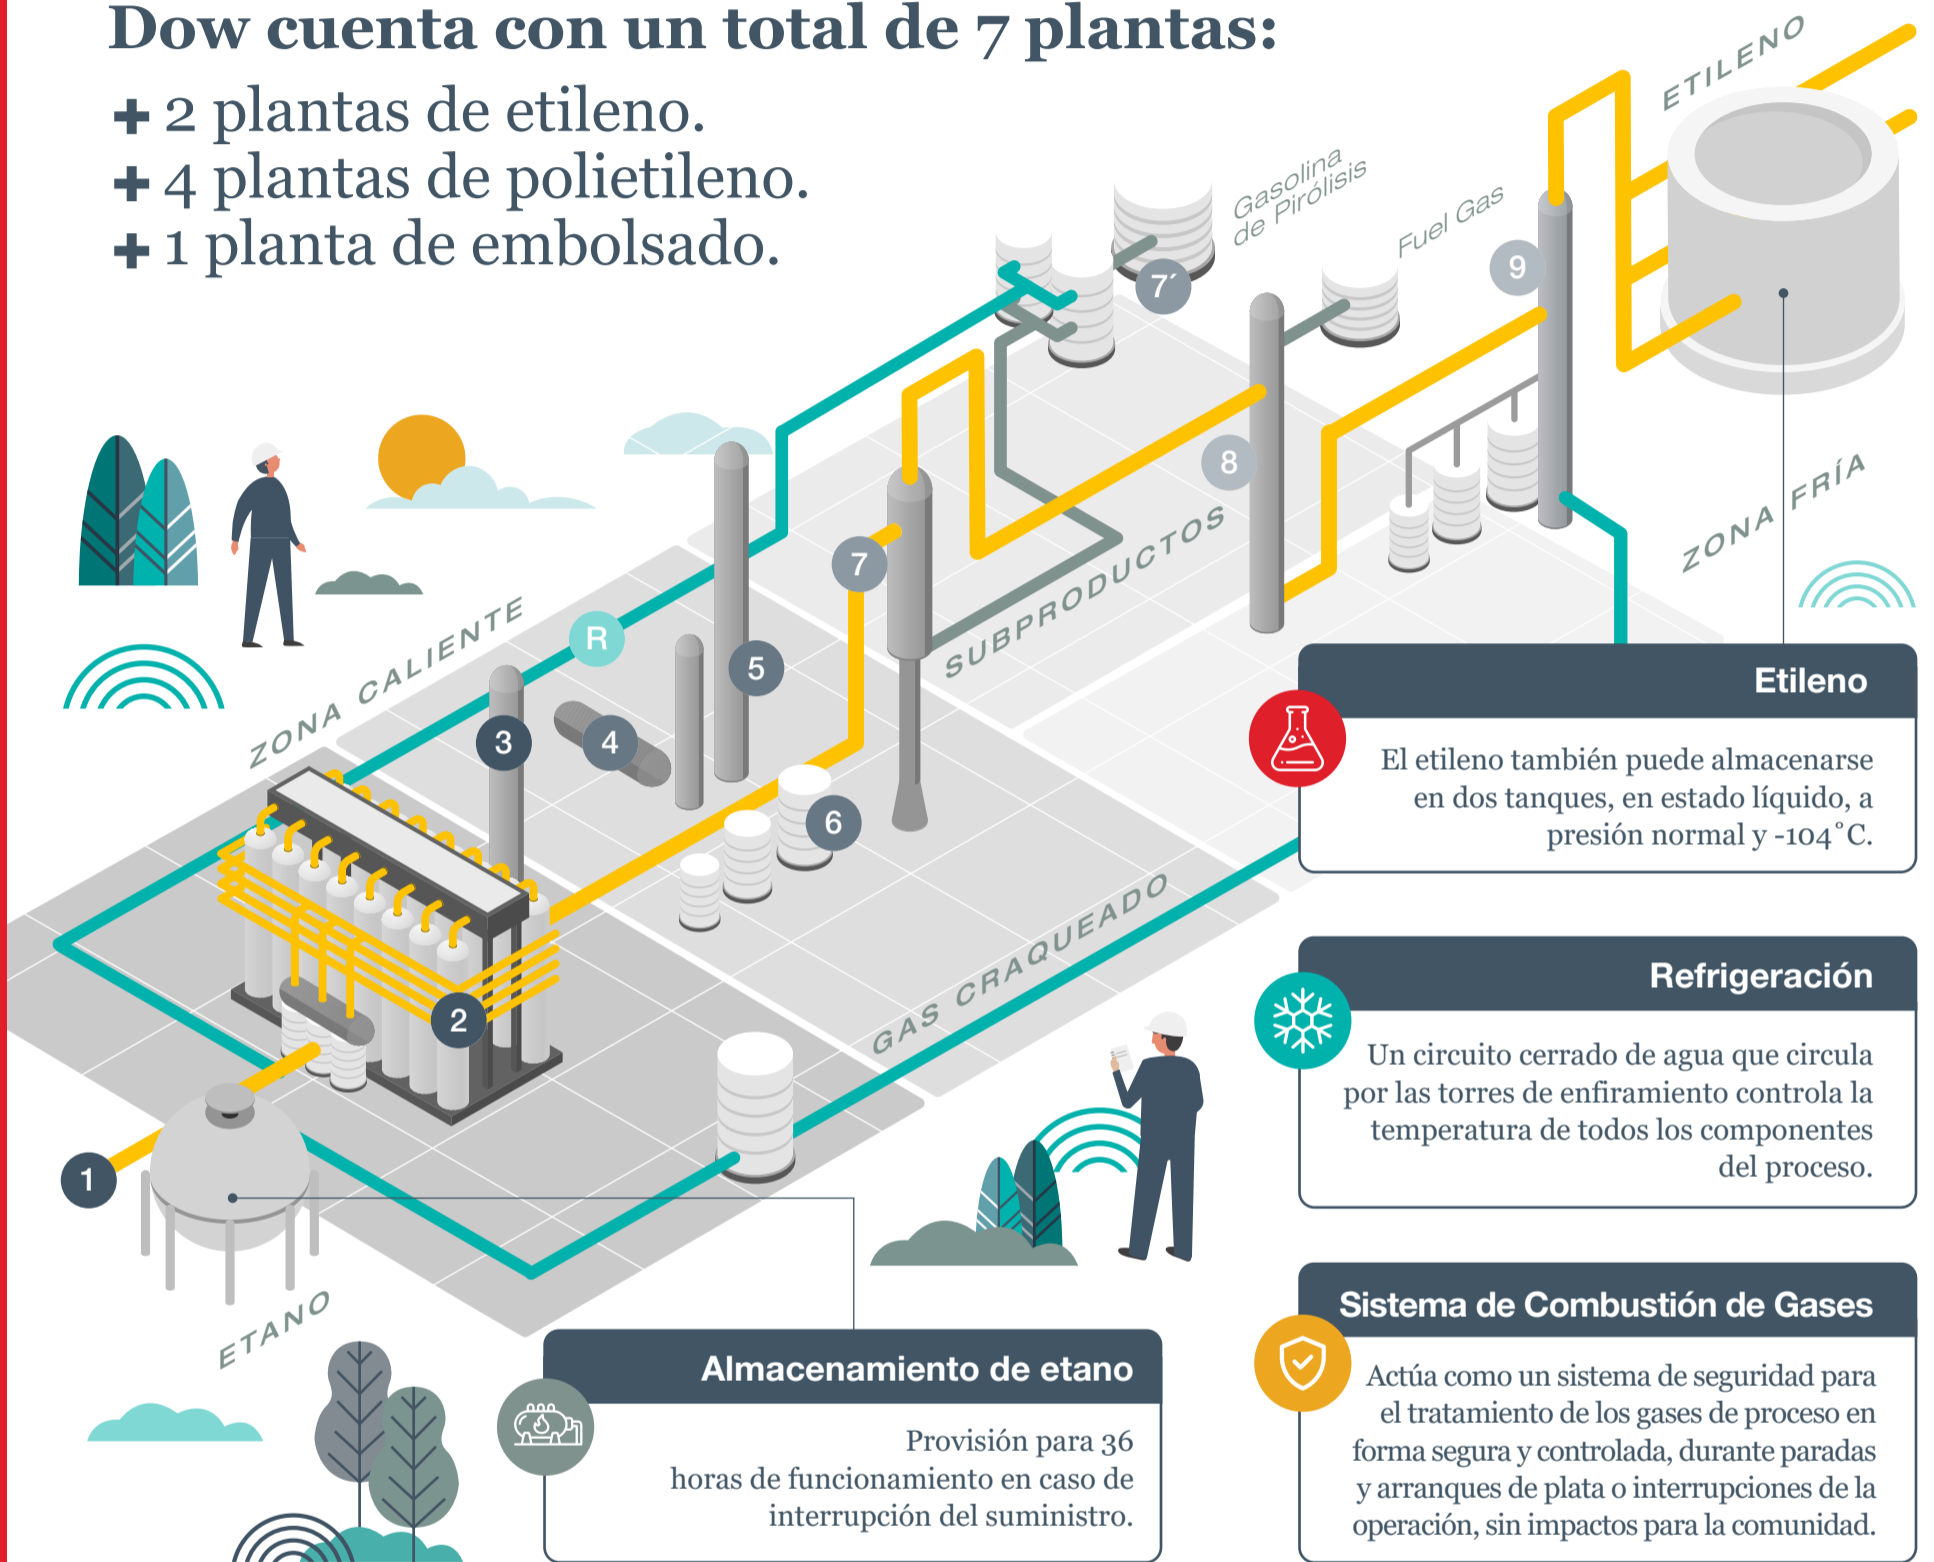 Dow cuenta con un total de 7 plantas:
+ 2 plantas de etileno.
+ 4 plantas de polietileno.
+ 1 planta de embolsado.
ETILENO
Gasolina
de Pirólisis
Fuel Gas
7´
9
8
7
ZONA FRÍA
SUBPRODUCTOS
ZONA CALIENTE
R
5
3
4
6
GAS CRAQUEADO
2
1
ETANO
Etileno
El etileno también puede almacenarse
en dos tanques, en estado líquido, a
presión normal y -104°C.
Refrigeración
Un circuito cerrado de agua que circula
por las torres de enfiramiento controla la
temperatura de todos los componentes
del proceso.
Almacenamiento de etano
Provisión para 36
horas de funcionamiento en caso de
interrupción del suministro.
Sistema de Combustión de Gases
Actúa como un sistema de seguridad para
el tratamiento de los gases de proceso en
forma segura y controlada, durante paradas
y arranques de plata o interrupciones de la
operación, sin impactos para la comunidad.